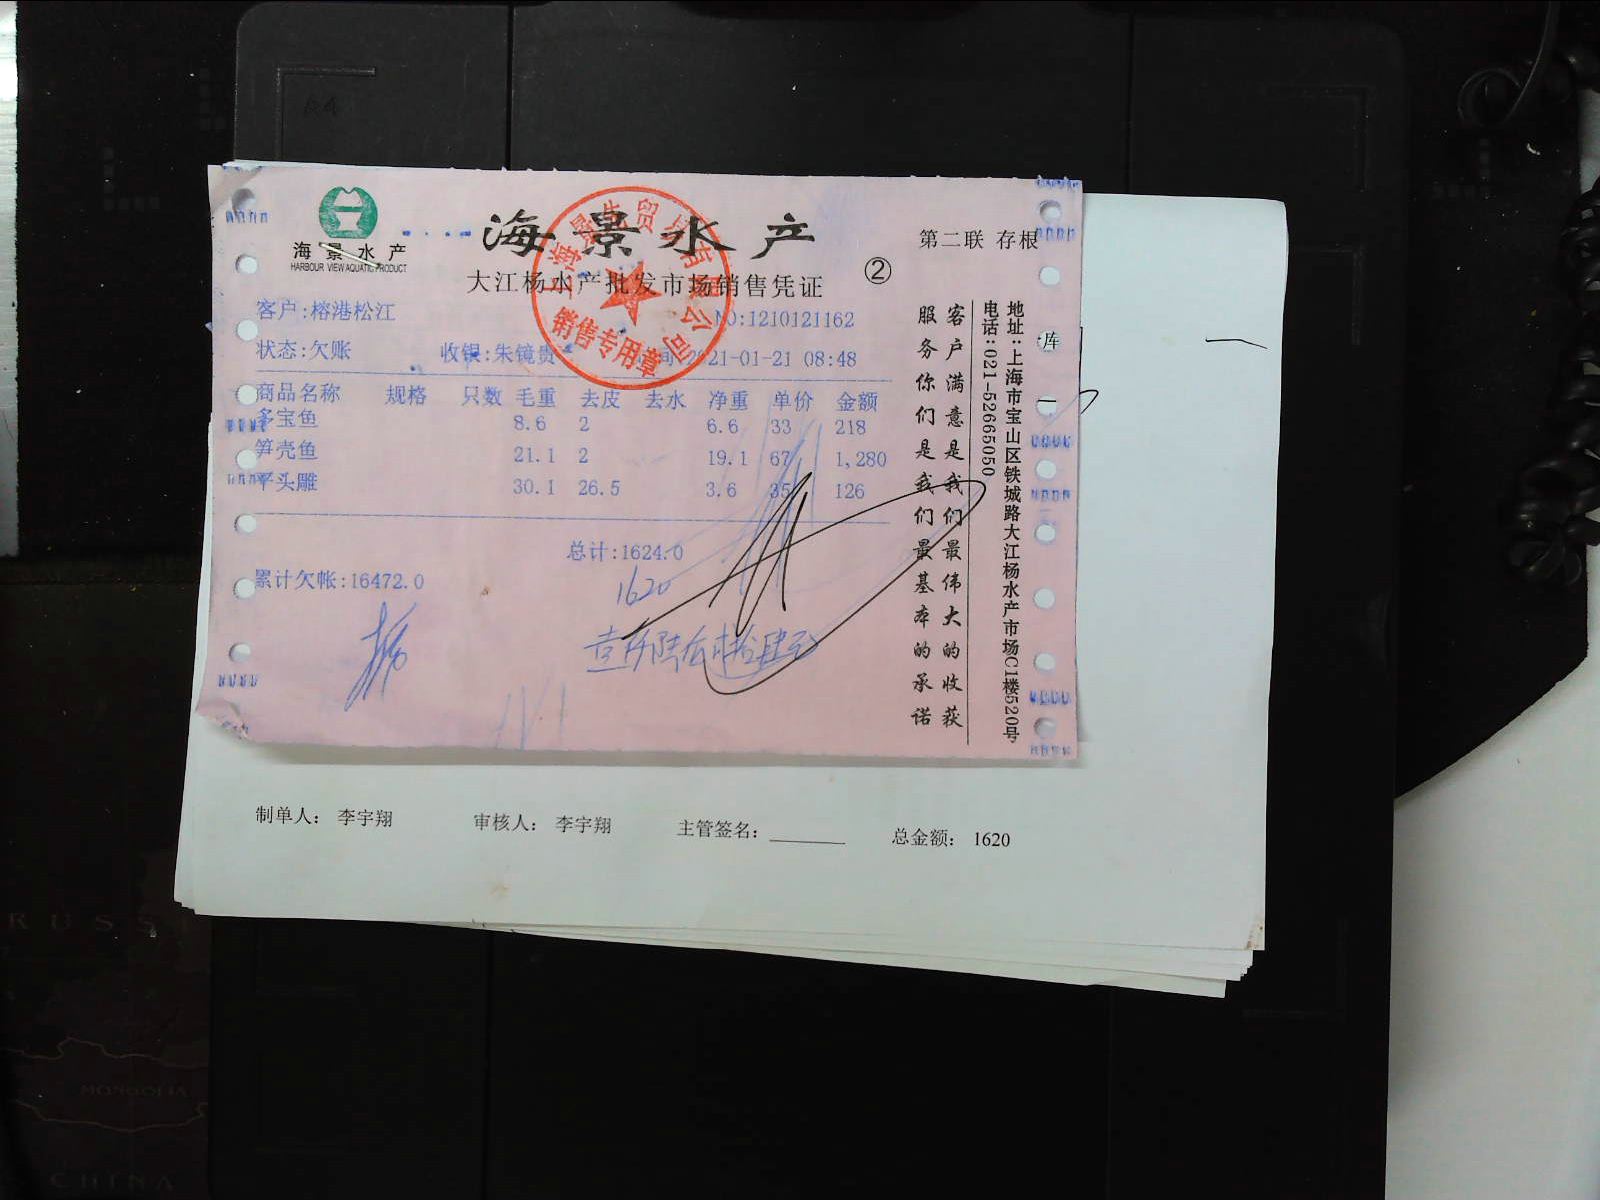 海景水产
HARBOUR VIEW AQUATIC PRODUCT
海景水产
第二联 存根
大江杨水产批发市场销售凭证 ②
客户:榕港松江
NO:1210121162
状态:欠账 收银:朱镜贵 2021-01-21 08:48
商品名称 规格 只数 毛重 去皮 去水 净重 单价 金额
多宝鱼 8.6 2 6.6 33 218
笋壳鱼 21.1 2 19.1 67 1,280
平头雕 30.1 26.5 3.6 35 126
总计:1624.0
累计欠帐:16472.0
1620
销售专用章
客户满意是我们最伟大的收获
服务你们是我们最基本的承诺
地址:上海市宝山区铁城路大江杨水产市场C1楼520号
电话:021-52665050
库
制单人: 李宇翔 审核人: 李宇翔 主管签名: 总金额: 1620
MONGOLIA
CHINA